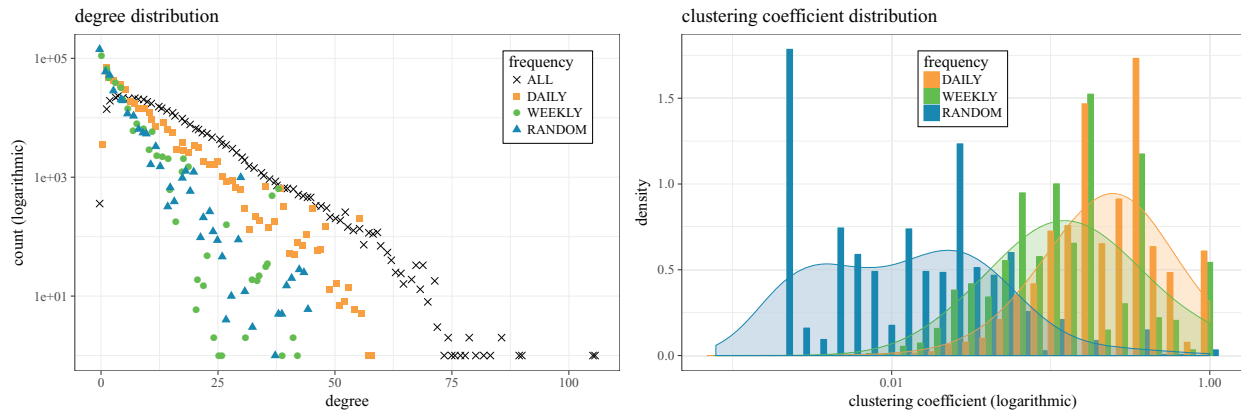 degree distribution
count (logarithmic)
1e+05
1e+03
1e+01
0
25
50
75
100
degree
frequency
ALL
DAILY
WEEKLY
RANDOM
clustering coefficient distribution
density
1.5
1.0
0.5
0.0
0.01
1.00
clustering coefficient (logarithmic)
frequency
DAILY
WEEKLY
RANDOM